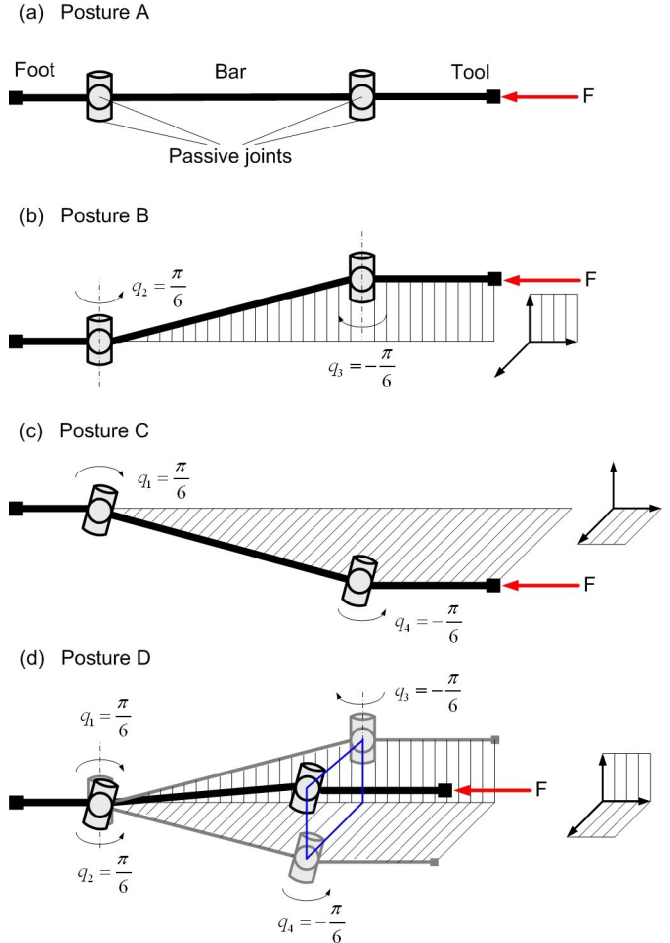 (a) Posture A
Foot Bar Tool
F
Passive joints
(b) Posture B
q₂ = π/6
F
q₃ = -π/6
(c) Posture C
q₁ = π/6
F
q₄ = -π/6
(d) Posture D
q₃ = -π/6
q₁ = π/6
F
q₂ = π/6
q₄ = -π/6